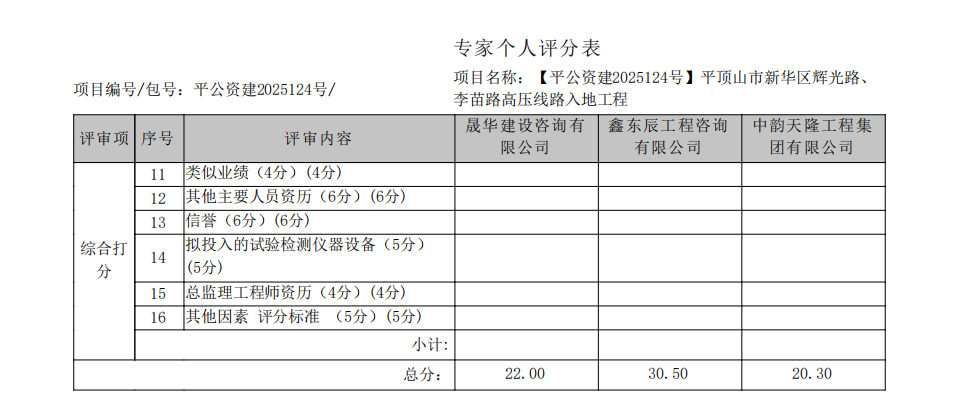 专家个人评分表
项目编号/包号：平公资建2025124号/
项目名称：【平公资建2025124号】平顶山市新华区辉光路、
李苗路高压线路入地工程
评审项 序号 评审内容 晟华建设咨询有 鑫东辰工程咨询 中韵天隆工程集
限公司 有限公司 团有限公司
11 类似业绩（4分）(4分)
12 其他主要人员资历（6分）(6分)
13 信誉（6分）(6分)
综合打
分
14 拟投入的试验检测仪器设备（5分）
(5分)
15 总监理工程师资历（4分）(4分)
16 其他因素 评分标准 （5分）(5分)
小计:
总分： 22.00 30.50 20.30